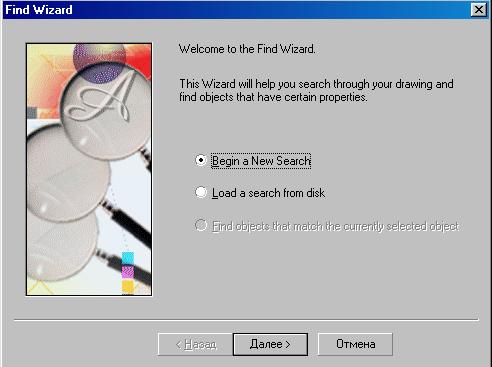 Find Wizard
Welcome to the Find Wizard.
This Wizard will help you search through your drawing and
find objects that have certain properties.
Begin a New Search
Load a search from disk
Find objects that match the currently selected object
< Назад
Далее >
Отмена